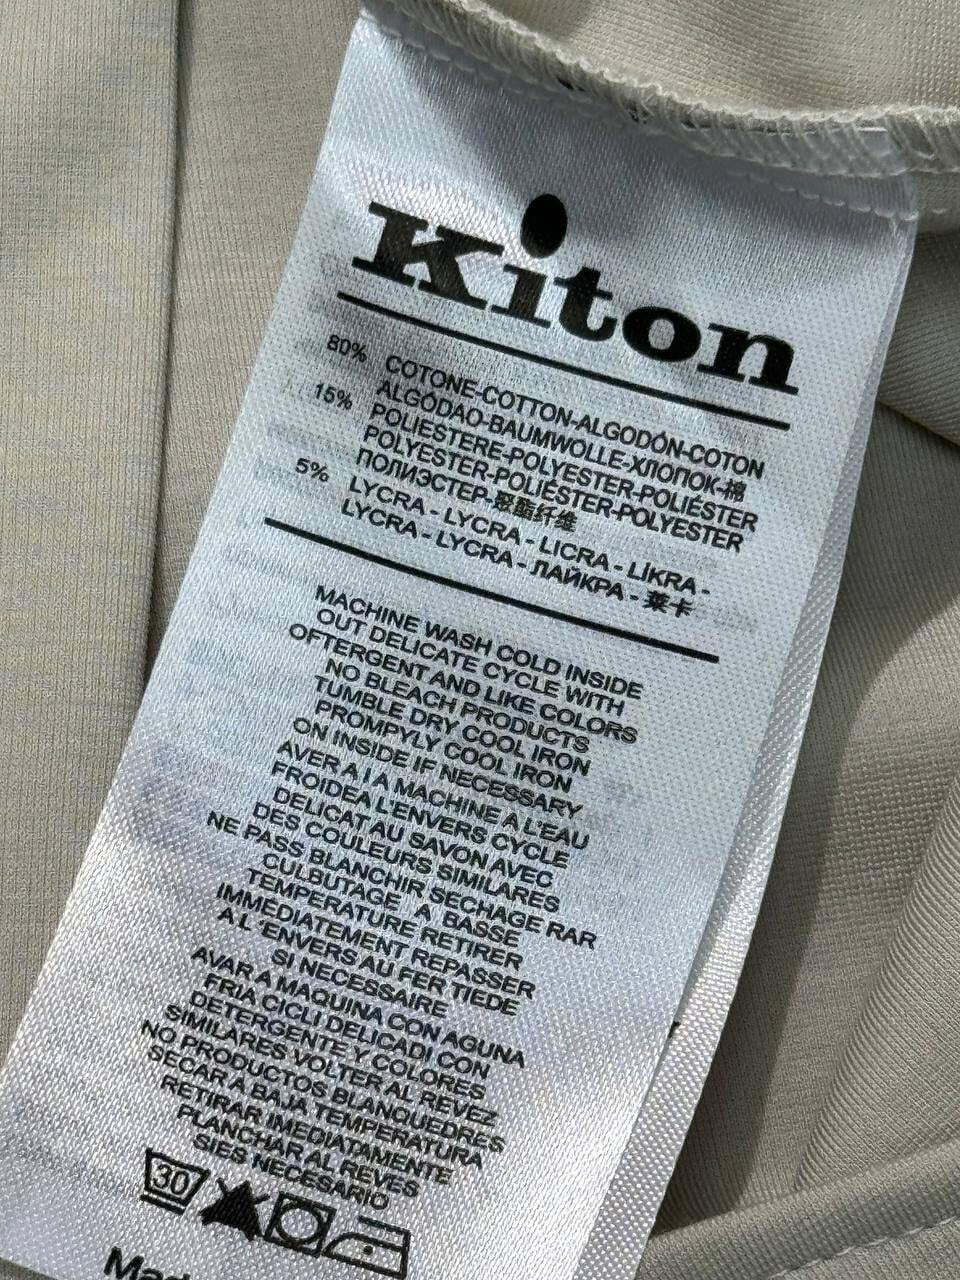 Kiton
80% COTONE-COTTON-ALGODÓN-COTON
ALGÓDAO-BAUMWOLLE-ХЛОПОК-棉
15% POLIESTERE-POLYESTER-POLIÉSTER
POLYESTER-POLIÉSTER-POLYESTER
ПОЛИЭСТЕР-聚酯纤维
5% LYCRA - LYCRA - LICRA - LÍKRA -
LYCRA - LYCRA - ЛАЙКРА - 莱卡
MACHINE WASH COLD INSIDE
OUT DELICATE CYCLE WITH
OFTERGENT AND LIKE COLORS
NO BLEACH PRODUCTS
TUMBLE DRY COOL IRON
PROMPYLY COOL IRON
ON INSIDE IF NECESSARY
AVER A I A MACHINE A L'EAU
FROIDEA L'ENVERS CYCLE
DELICAT AU SAVON AVEC
DES COULEURS SIMILARES
NE PASS BLANCHIR SECHAGE RAR
CULBUTAGE A BASSE
TEMPERATURE RETIRER
IMMEDIATEMENT REPASSER
A L 'ENVERS AU FER TIEDE
SI NECESSAIRE
AVAR A MAQUINA CON AGUNA
FRIA CICLI DELICADI CON
DETERGENTE Y COLORES
SIMILARES VOLTER AL REVEZ
NO PRODUCTOS BLANQUEDRES
SECAR A BAJA TEMPERATURA
RETIRAR IMEDIATAMENTE
PLANCHAR AL REVES
SIES NECESARIO
30